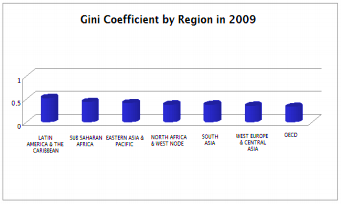 Gini Coefficient by Region in 2009
1
0.5
0
LATIN
AMERICA & THE
CARIBBEAN
SUB SAHARAN
AFRICA
EASTERN ASIA &
PACIFIC
NORTH AFRICA
& WEST NODE
SOUTH
ASIA
WEST EUROPE
& CENTRAL
ASIA
OECD